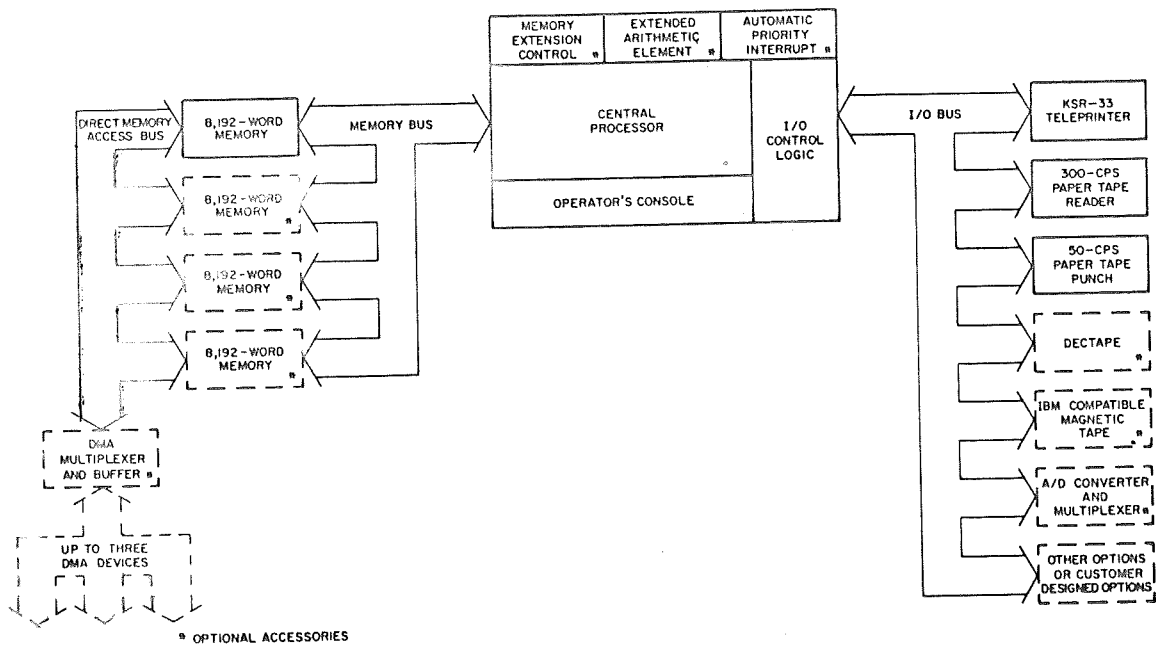 MEMORY
EXTENSION
CONTROL *
EXTENDED
ARITHMETIC
ELEMENT *
AUTOMATIC
PRIORITY
INTERRUPT *
CENTRAL
PROCESSOR
I/O
CONTROL
LOGIC
OPERATOR'S CONSOLE
DIRECT MEMORY
ACCESS BUS
8,192-WORD
MEMORY
MEMORY BUS
8,192-WORD
MEMORY *
8,192-WORD
MEMORY *
8,192-WORD
MEMORY *
DMA
MULTIPLEXER
AND BUFFER *
UP TO THREE
DMA DEVICES
I/O BUS
KSR-33
TELEPRINTER
300-CPS
PAPER TAPE
READER
50-CPS
PAPER TAPE
PUNCH
DECTAPE *
IBM COMPATIBLE
MAGNETIC
TAPE *
A/D CONVERTER
AND
MULTIPLEXER *
OTHER OPTIONS
OR CUSTOMER
DESIGNED OPTIONS
* OPTIONAL ACCESSORIES